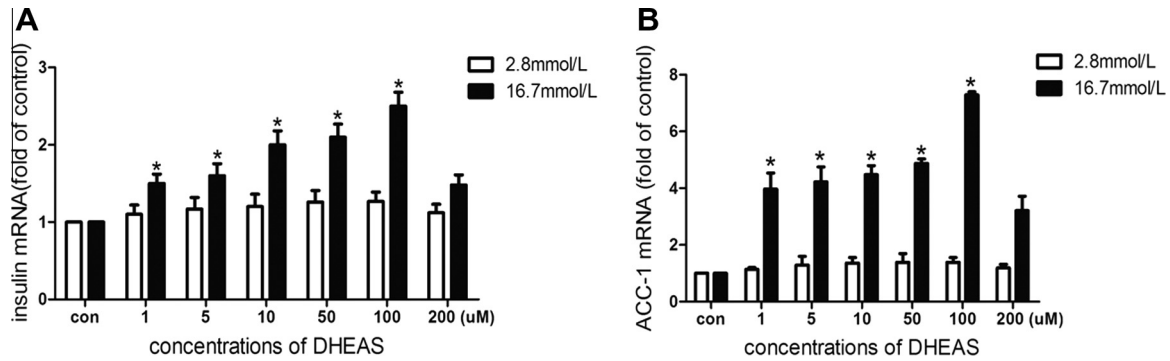 A
insulin mRNA(fold of control)
3
2
1
0
* * * * *
con 1 5 10 50 100 200 (uM)
concentrations of DHEAS
2.8mmol/L
16.7mmol/L
B
ACC-1 mRNA (fold of control)
8
6
4
2
0
* * * * *
con 1 5 10 50 100 200 (uM)
concentrations of DHEAS
2.8mmol/L
16.7mmol/L